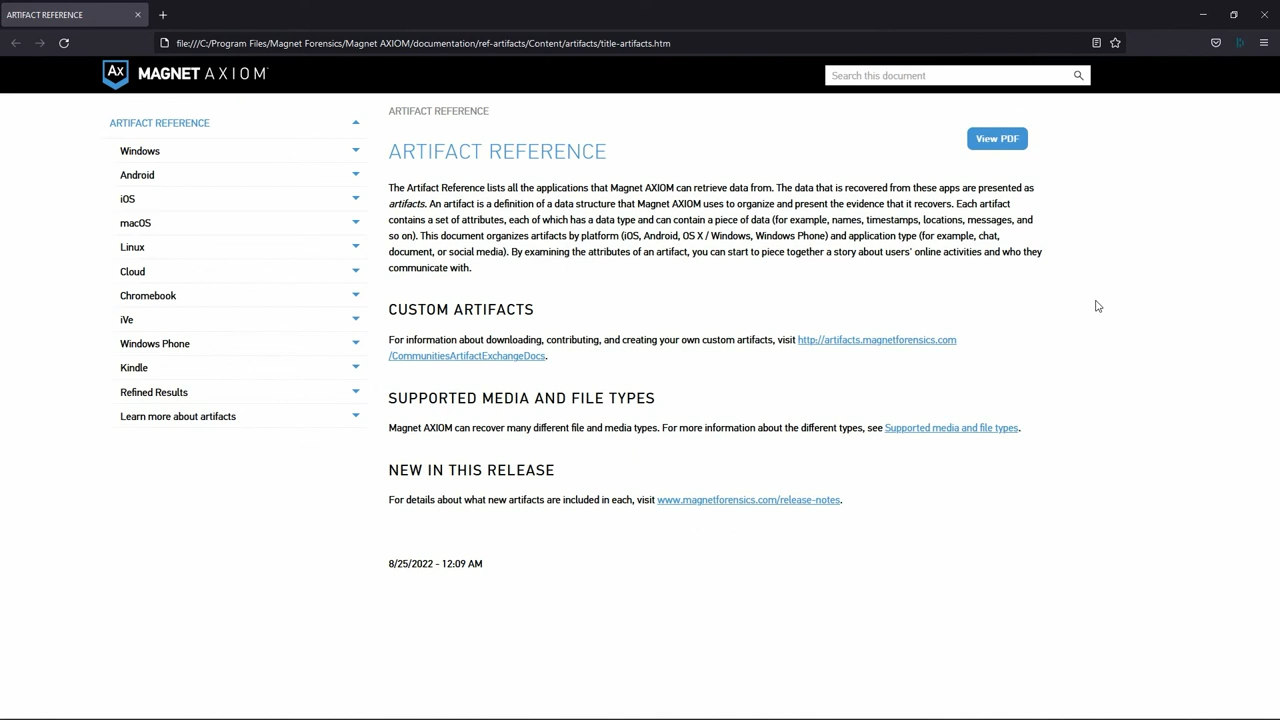 ARTIFACT REFERENCE
file:///C:/Program Files/Magnet Forensics/Magnet AXIOM/documentation/ref-artifacts/Content/artifacts/title-artifacts.htm
Ax MAGNET AXIOM
Search this document
ARTIFACT REFERENCE
Windows
Android
iOS
macOS
Linux
Cloud
Chromebook
iVe
Windows Phone
Kindle
Refined Results
Learn more about artifacts
ARTIFACT REFERENCE
View PDF
ARTIFACT REFERENCE
The Artifact Reference lists all the applications that Magnet AXIOM can retrieve data from. The data that is recovered from these apps are presented as
artifacts. An artifact is a definition of a data structure that Magnet AXIOM uses to organize and present the evidence that it recovers. Each artifact
contains a set of attributes, each of which has a data type and can contain a piece of data (for example, names, timestamps, locations, messages, and
so on). This document organizes artifacts by platform (iOS, Android, OS X / Windows, Windows Phone) and application type (for example, chat,
document, or social media). By examining the attributes of an artifact, you can start to piece together a story about users' online activities and who they
communicate with.
CUSTOM ARTIFACTS
For information about downloading, contributing, and creating your own custom artifacts, visit http://artifacts.magnetforensics.com
/CommunitiesArtifactExchangeDocs.
SUPPORTED MEDIA AND FILE TYPES
Magnet AXIOM can recover many different file and media types. For more information about the different types, see Supported media and file types.
NEW IN THIS RELEASE
For details about what new artifacts are included in each, visit www.magnetforensics.com/release-notes.
8/25/2022 - 12:09 AM